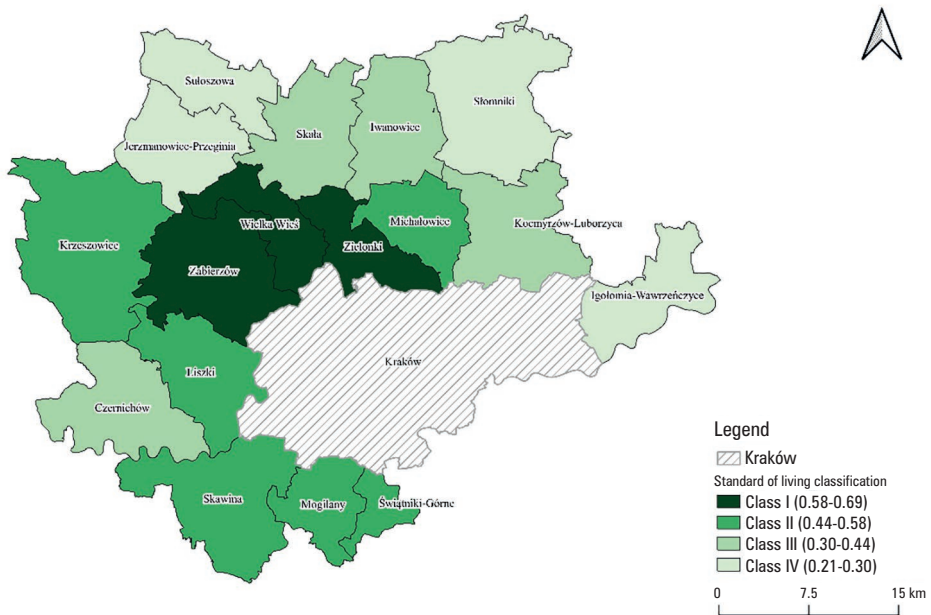 Sułoszowa
Słomniki
Skała
Iwanowice
Jerzmanowice-Przeginia
Wielka Wieś
Michałowice
Kocmyrzów-Luborzyca
Krzeszowice
Zielonki
Zabierzów
Igołomia-Wawrzeńczyce
Kraków
Liszki
Czernichów
Skawina
Mogilany
Świątniki-Górne
Legend
Kraków
Standard of living classification
Class I (0.58-0.69)
Class II (0.44-0.58)
Class III (0.30-0.44)
Class IV (0.21-0.30)
0 7.5 15 km